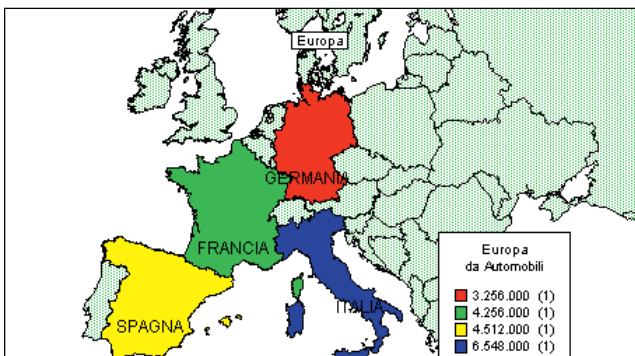 Europa
GERMANIA
FRANCIA
ITALIA
SPAGNA
Europa
da Automobili
3.256.000 (1)
4.256.000 (1)
4.512.000 (1)
6.548.000 (1)